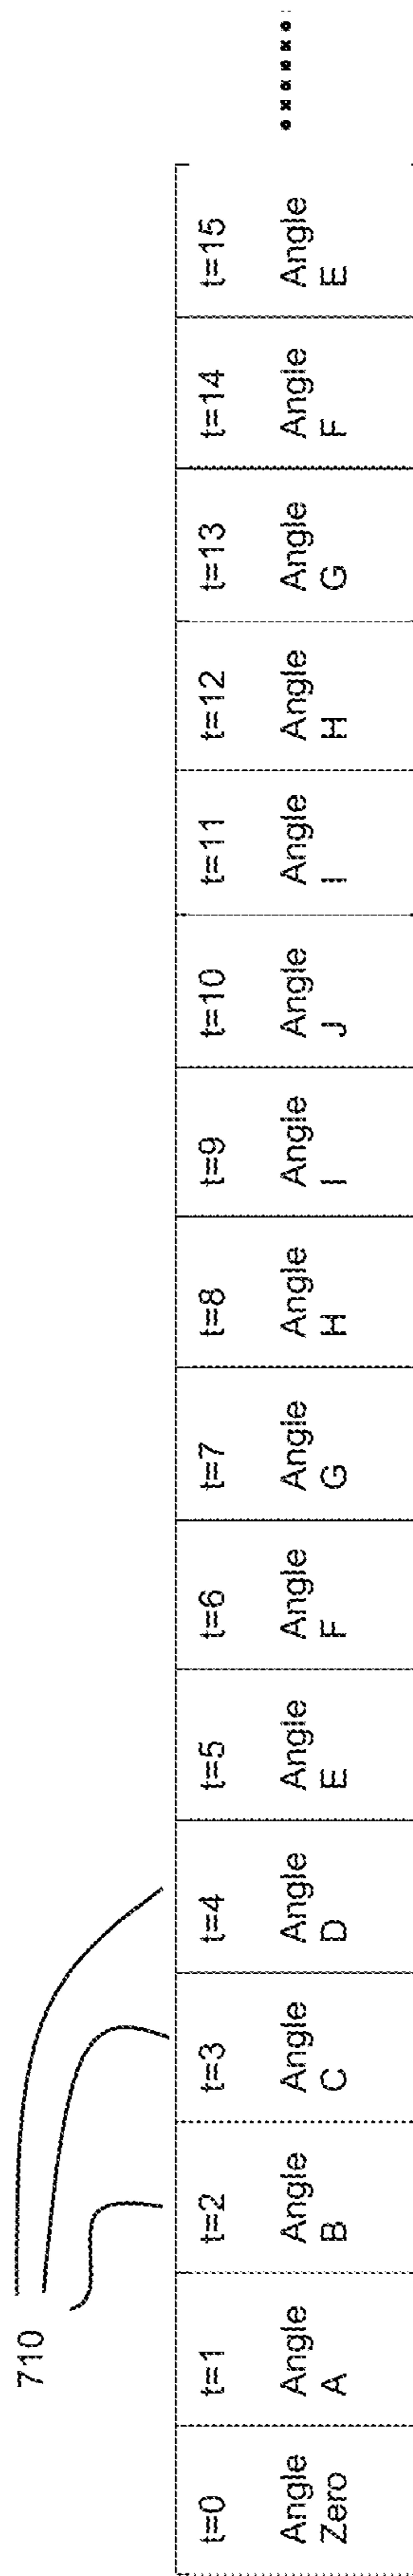 710
t=0 t=1 t=2 t=3 t=4 t=5 t=6 t=7 t=8 t=9 t=10 t=11 t=12 t=13 t=14 t=15
Angle Angle Angle Angle Angle Angle Angle Angle Angle Angle Angle Angle Angle Angle Angle Angle
Zero A B C D E F G H I J I H G F E